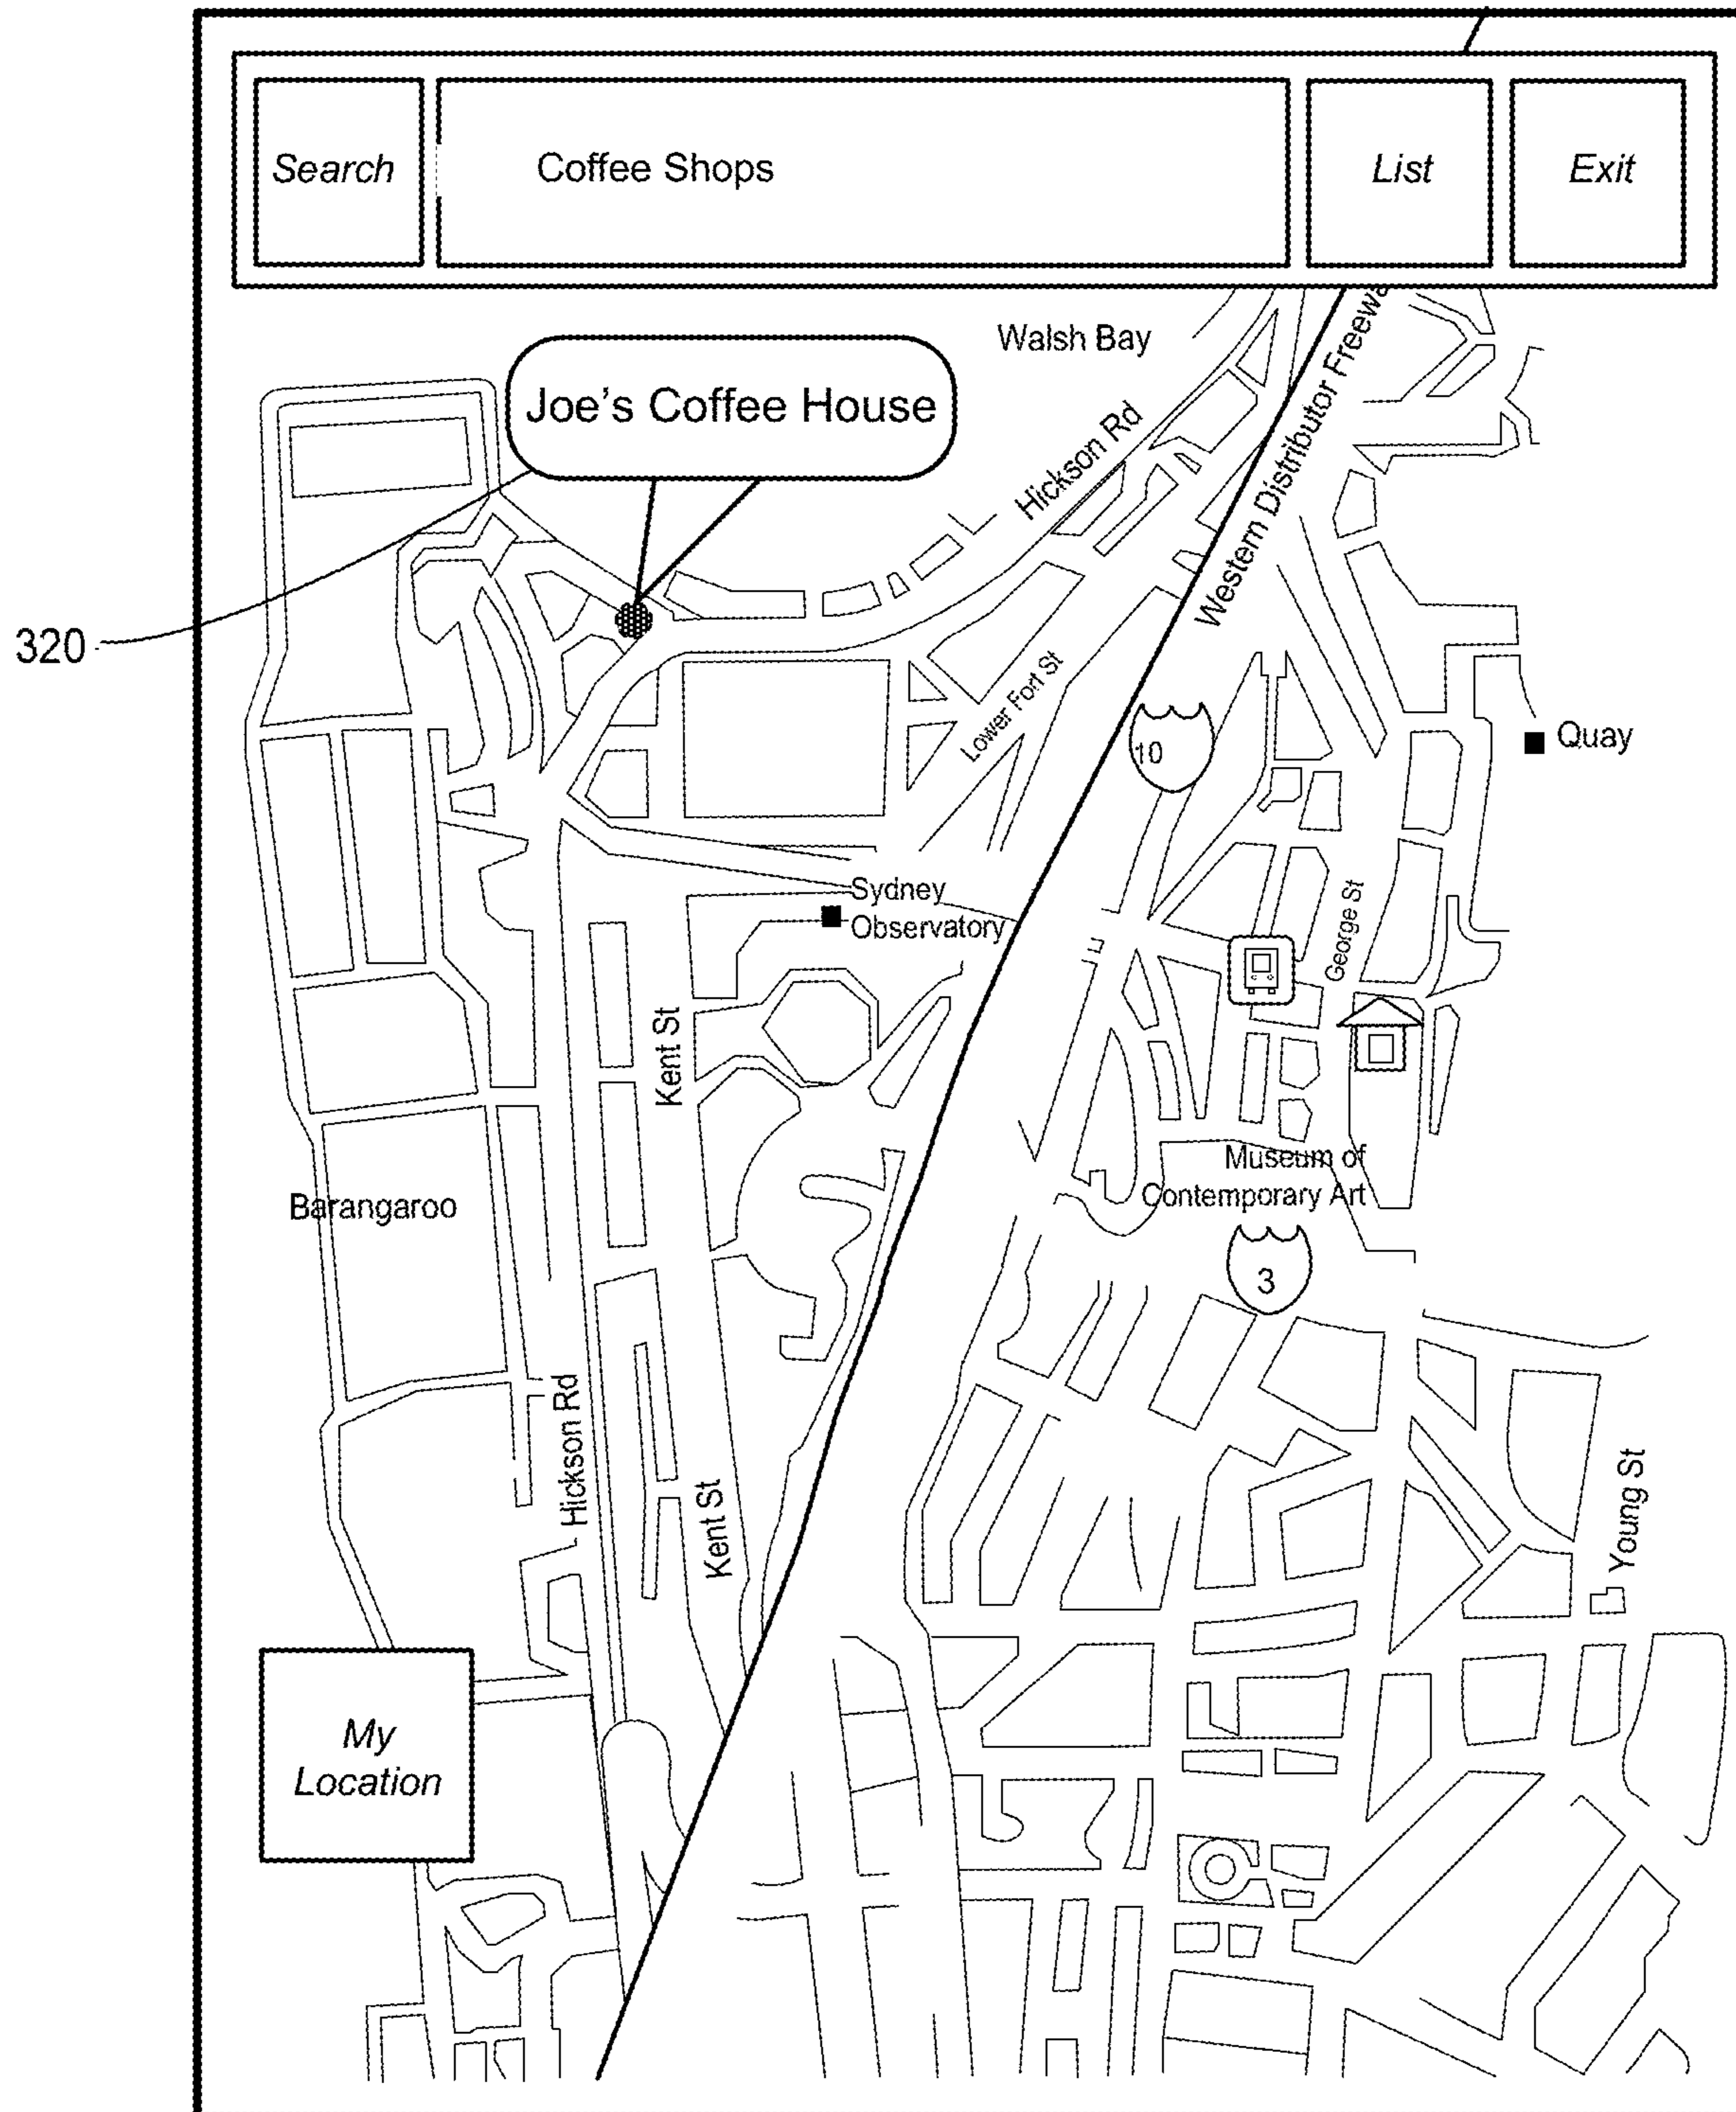 Search
Coffee Shops
List
Exit
Walsh Bay
Joe's Coffee House
Hickson Rd
Western Distributor Freewa
320
Lower Fort St
10
Quay
Sydney
Observatory
George St
Kent St
Museum of
Contemporary Art
Barangaroo
3
Hickson Rd
Kent St
Young St
My
Location